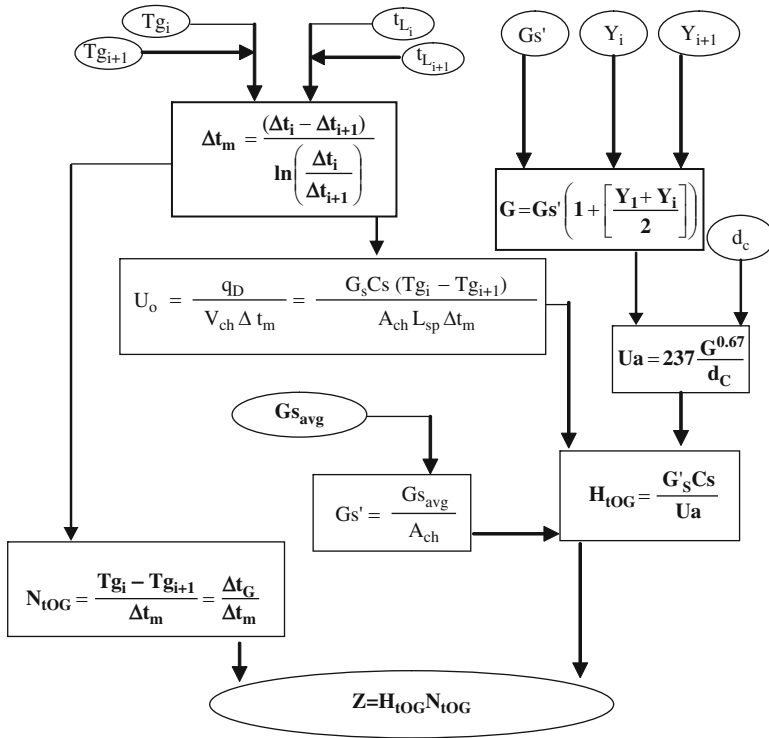 Tg_i
Tg_{i+1}
t_{L_i}
t_{L_{i+1}}
Gs'
Y_i
Y_{i+1}
Δt_m = (Δt_i − Δt_{i+1}) / ln(Δt_i / Δt_{i+1})
G = Gs' (1 + [Y_1 + Y_i / 2])
d_c
U_o = q_D / V_ch Δ t_m = G_s Cs (Tg_i − Tg_{i+1}) / A_ch L_sp Δt_m
Ua = 237 G^{0.67} / d_C
Gs_avg
Gs' = Gs_avg / A_ch
H_tOG = G'_S Cs / Ua
N_tOG = Tg_i − Tg_{i+1} / Δt_m = Δt_G / Δt_m
Z=H_tOG N_tOG